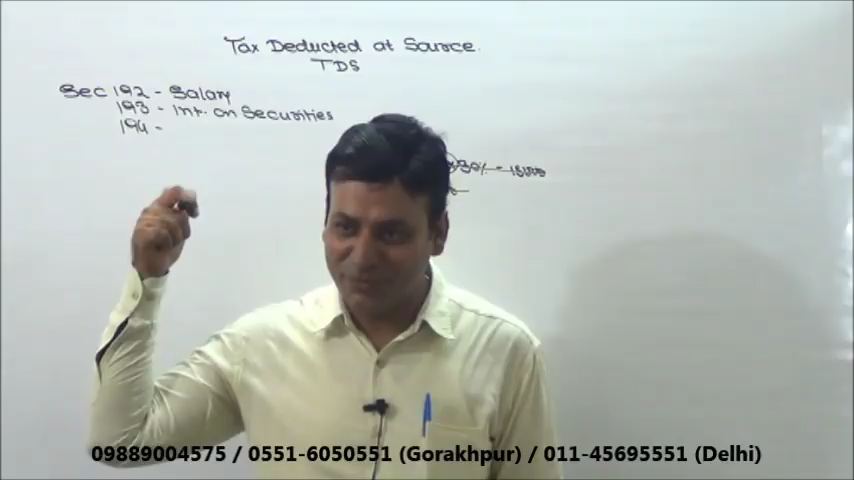 Tax Deducted at Source.
TDS
Sec 192 - Salary
193 - Int. on Securities
194 -
30% -
09889004575 / 0551-6050551 (Gorakhpur) / 011-45695551 (Delhi)